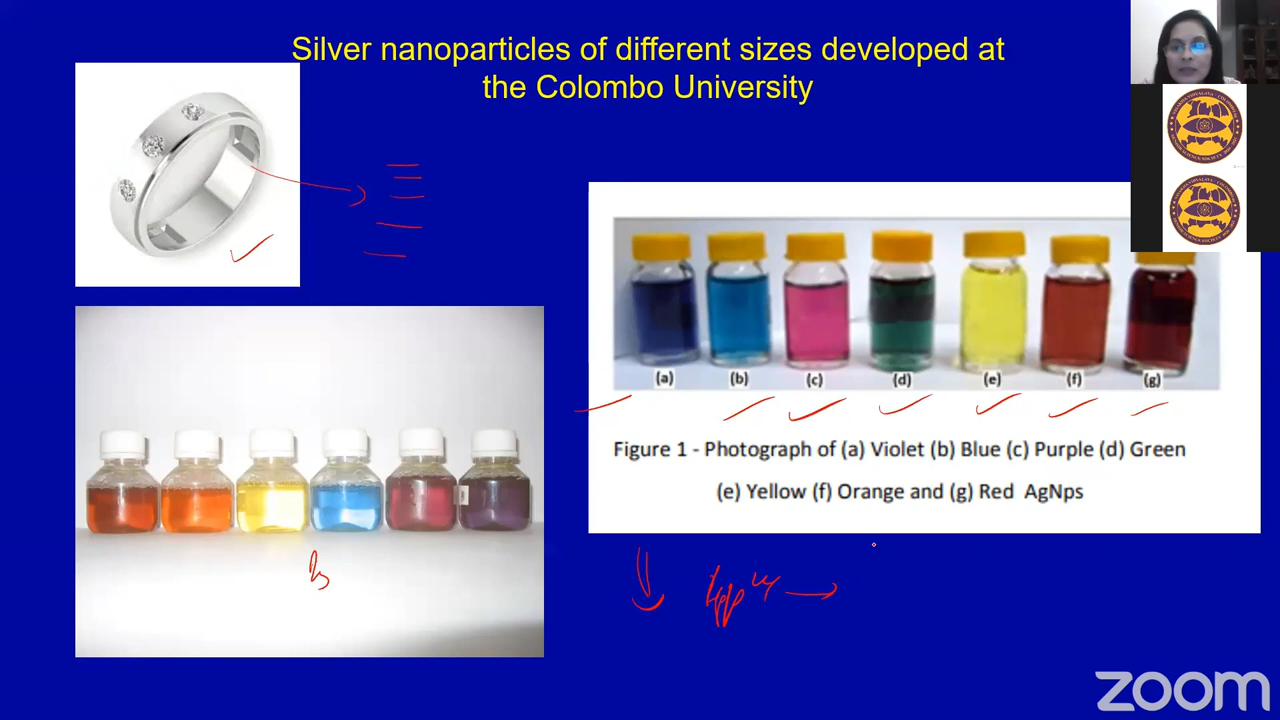 Silver nanoparticles of different sizes developed at
the Colombo University
(a) (b) (c) (d) (e) (f) (g)
Figure 1 - Photograph of (a) Violet (b) Blue (c) Purple (d) Green
(e) Yellow (f) Orange and (g) Red AgNps
zoom